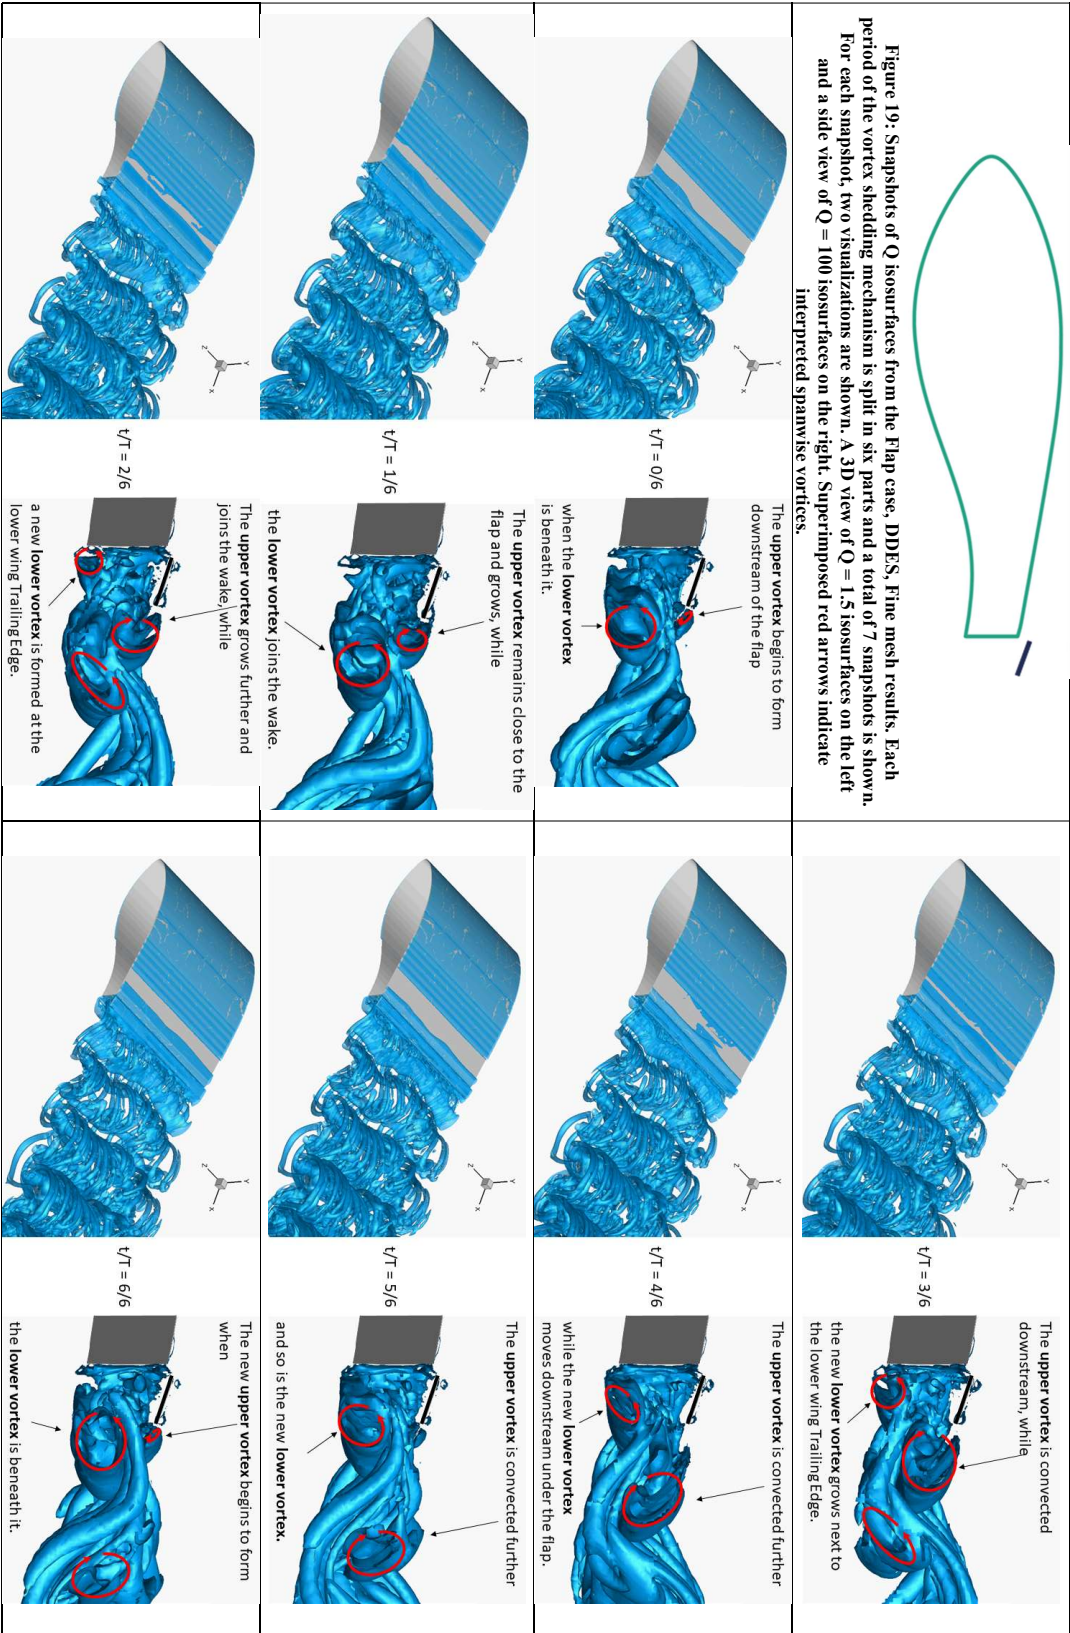 Figure 19: Snapshots of Q isosurfaces from the Flap case, DDES, Fine mesh results. Each
period of the vortex shedding mechanism is split in six parts and a total of 7 snapshots is shown.
For each snapshot, two visualizations are shown. A 3D view of Q = 1.5 isosurfaces on the left
and a side view of Q = 100 isosurfaces on the right. Superimposed red arrows indicate
interpreted spanwise vortices.
Y
X
Z
t/T = 0/6
The upper vortex begins to form
downstream of the flap
when the lower vortex
is beneath it.
Y
X
Z
t/T = 1/6
The upper vortex remains close to the
flap and grows, while
the lower vortex joins the wake.
Y
X
Z
t/T = 2/6
The upper vortex grows further and
joins the wake, while
a new lower vortex is formed at the
lower wing Trailing Edge.
Y
X
Z
t/T = 3/6
The upper vortex is convected
downstream, while
the new lower vortex grows next to
the lower wing Trailing Edge.
Y
X
Z
t/T = 4/6
The upper vortex is convected further
while the new lower vortex
moves downstream under the flap.
Y
X
Z
t/T = 5/6
The upper vortex is convected further
and so is the new lower vortex.
Y
X
Z
t/T = 6/6
The new upper vortex begins to form
when
the lower vortex is beneath it.